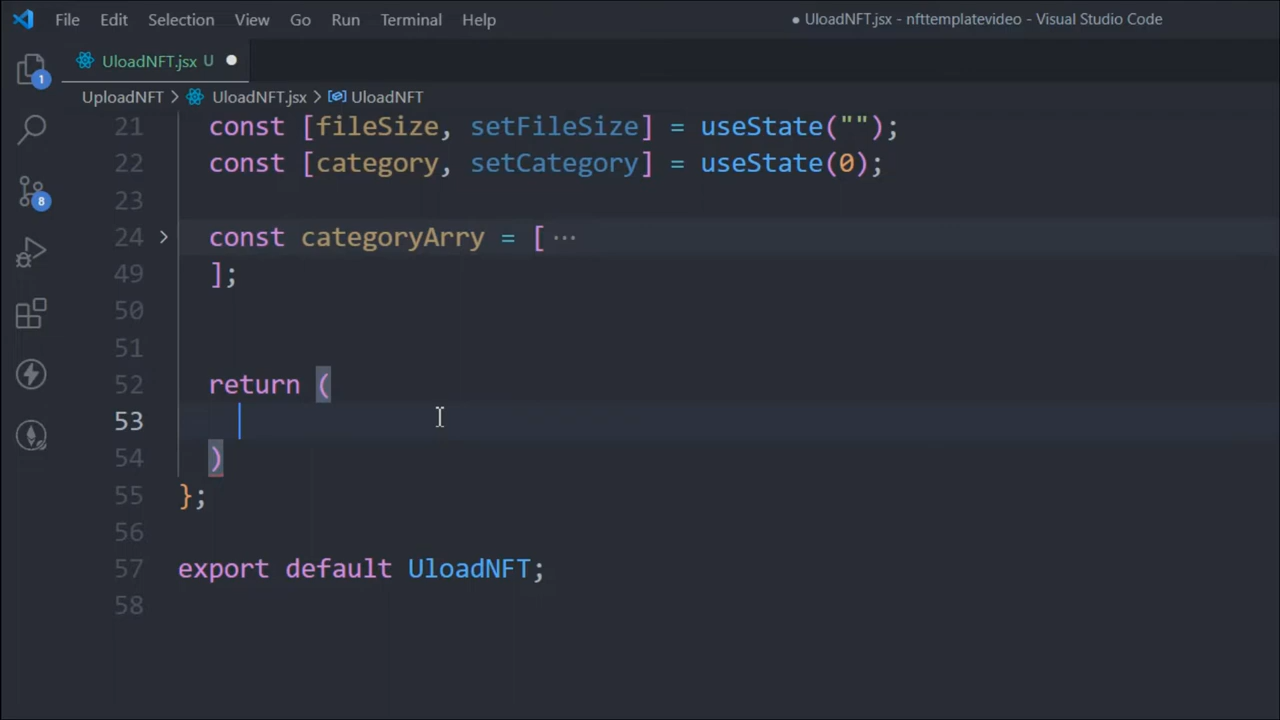 File Edit Selection View Go Run Terminal Help
● UloadNFT.jsx - nfttemplatevideo - Visual Studio Code
1
UloadNFT.jsx U ●
UploadNFT > UloadNFT.jsx > UloadNFT
21 const [fileSize, setFileSize] = useState("");
22 const [category, setCategory] = useState(0);
23
24 > const categoryArry = [ ···
49 ];
50
51
52 return (
53
54 )
55 };
56
57 export default UloadNFT;
58
8